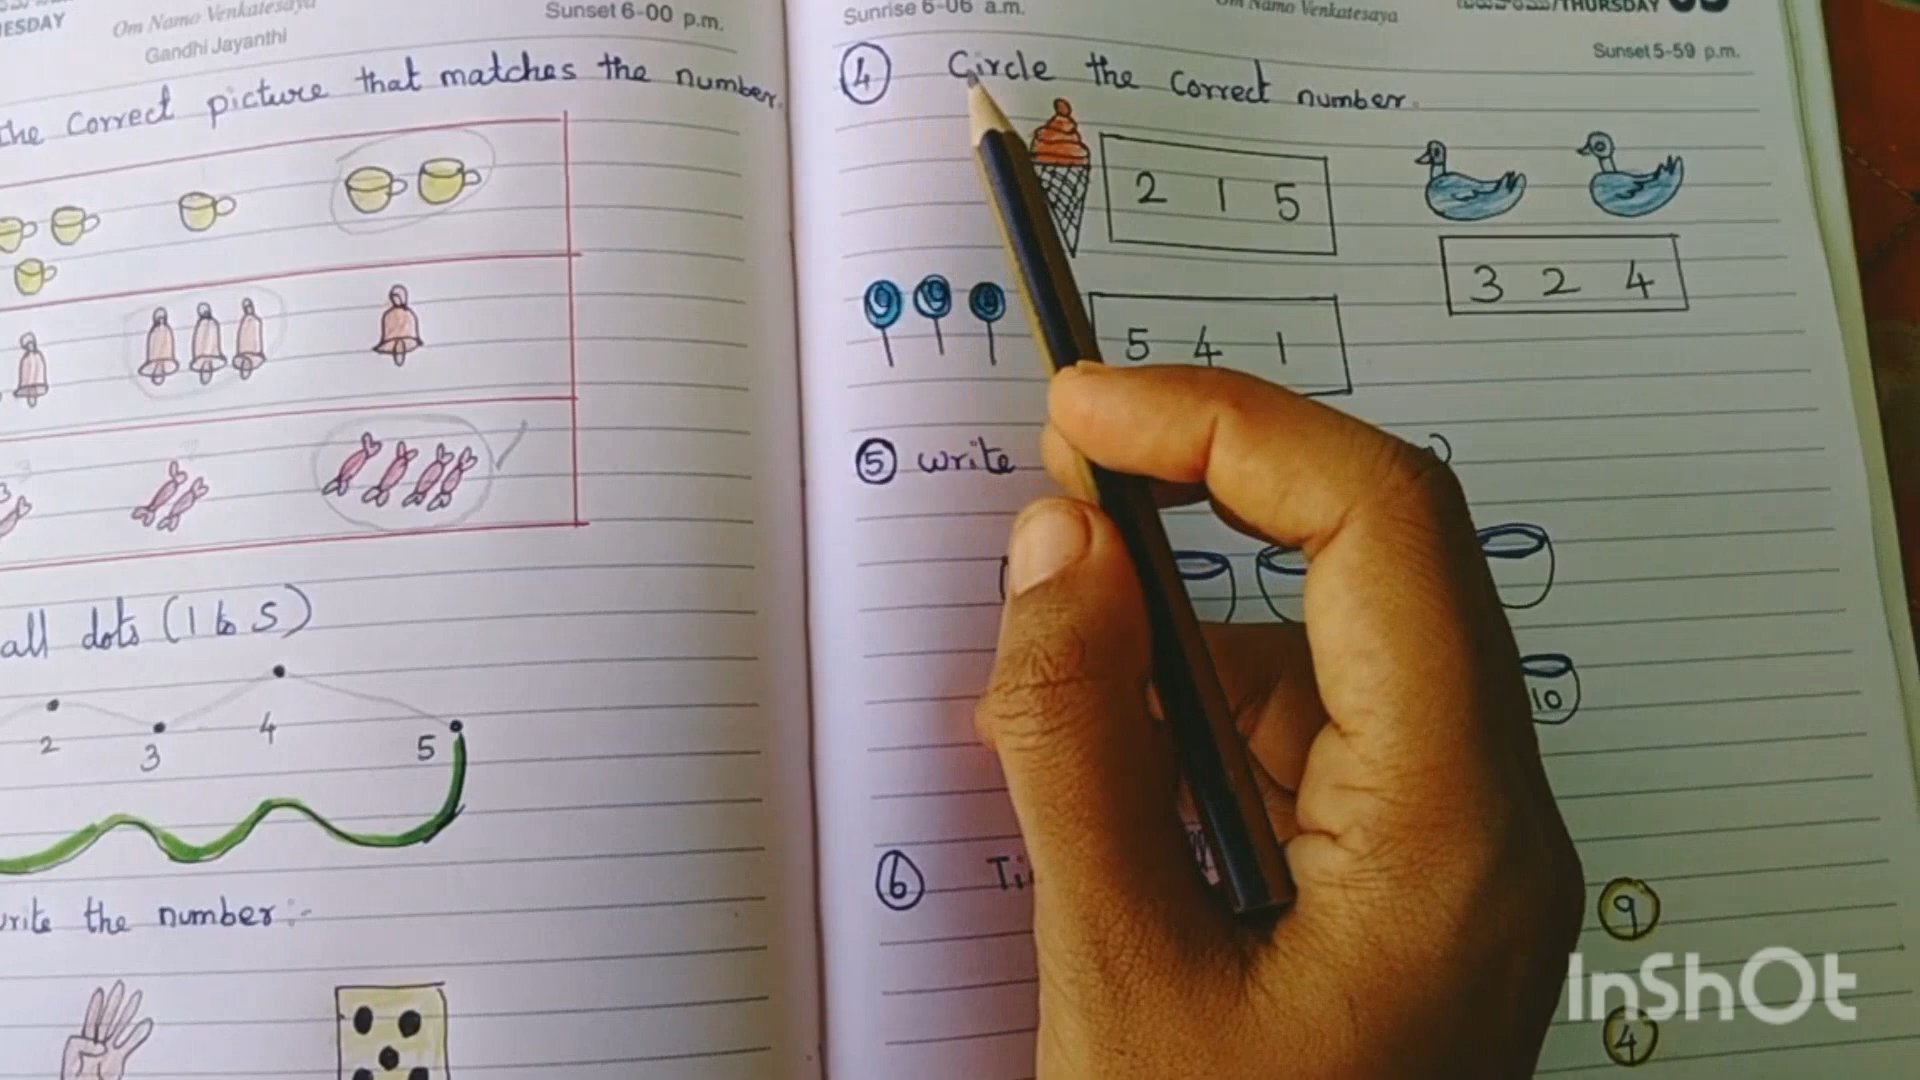 Om Namo Venkatesaya
Sunset 6-00 p.m.
Gandhi Jayanthi
the Correct picture that matches the number.
all dots (1 to 5)
2 3 4 5
write the number:-
Sunrise 6-06 a.m.
Om Namo Venkatesaya
THURSDAY
Sunset 5-59 p.m.
4 Circle the Correct number.
2 1 5
3 2 4
5 4 1
5 write
10
6
9
4
InShOt